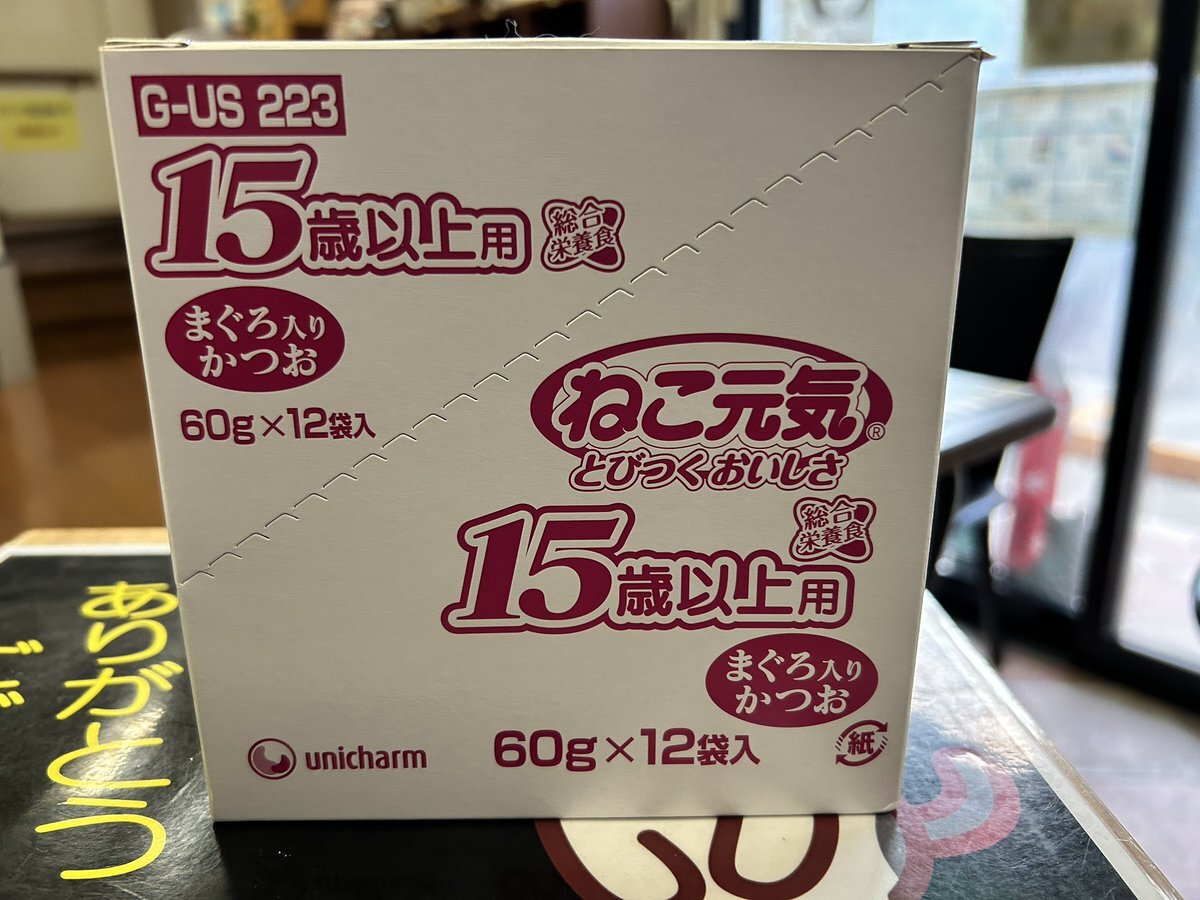 G-US 223
15歳以上用
総合
栄養食
まぐろ入り
かつお
60g×12袋入
ねこ元気®
とびつくおいしさ
総合
栄養食
15歳以上用
まぐろ入り
かつお
unicharm
60g×12袋入
紙
ありがとう